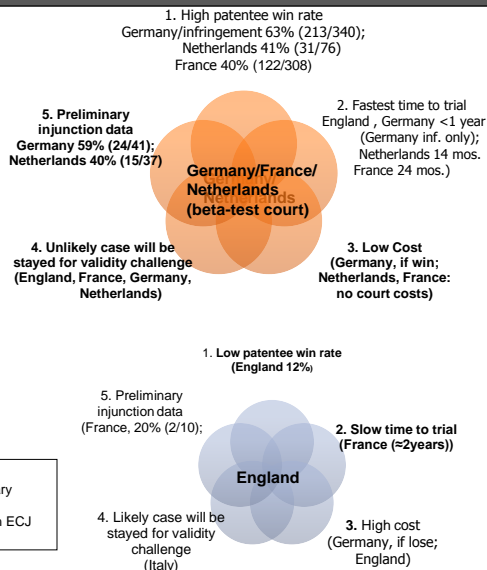 1. High patentee win rate
Germany/infringement 63% (213/340);
Netherlands 41% (31/76)
France 40% (122/308)
5. Preliminary
injunction data
Germany 59% (24/41);
Netherlands 40% (15/37)
2. Fastest time to trial
England , Germany <1 year
(Germany inf. only);
Netherlands 14 mos.
France 24 mos.)
Germany/France/
Netherlands
(beta-test court)
Germany/
Netherlands
4. Unlikely case will be
stayed for validity challenge
(England, France, Germany,
Netherlands)
3. Low Cost
(Germany, if win;
Netherlands, France:
no court costs)
1. Low patentee win rate
(England 12%)
5. Preliminary
injunction data
(France, 20% (2/10);
2. Slow time to trial
(France (≈2years))
England
4. Likely case will be
stayed for validity
challenge
(Italy)
3. High cost
(Germany, if lose;
England)
ECJ